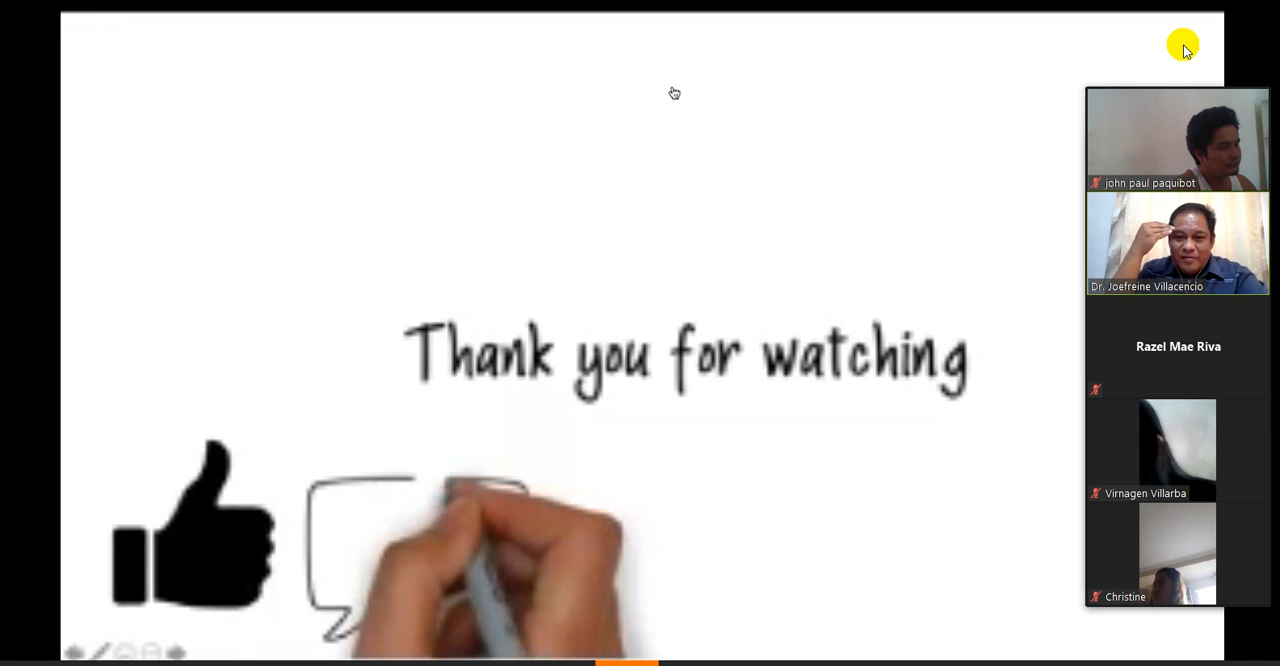 Thank you for watching
john paul paquibot
Dr. Joefreine Villacencio
Razel Mae Riva
Virnagen Villarba
Christine